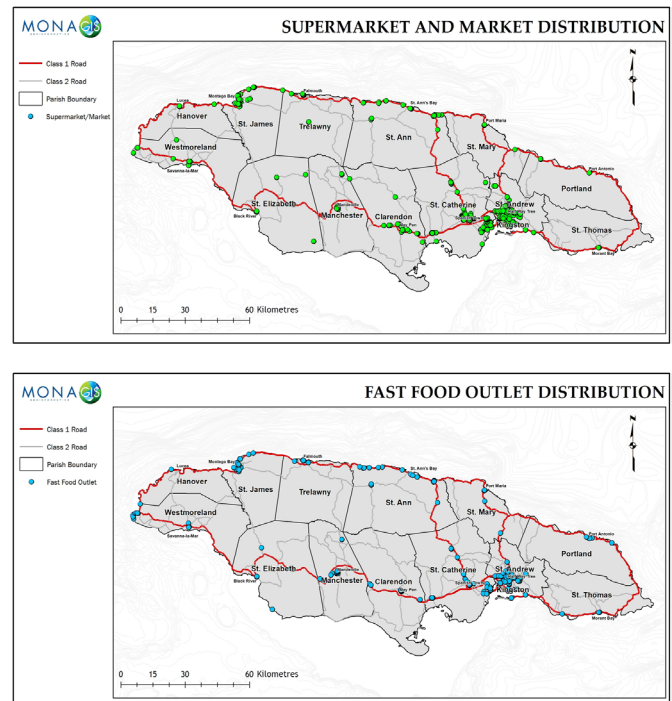 MONAGIS
SUPERMARKET AND MARKET DISTRIBUTION
Class 1 Road
Class 2 Road
Parish Boundary
Supermarket/Market
N
Montego Bay
Falmouth
Lucea
St. Ann's Bay
Hanover
Port Maria
St. James
Trelawny
St. Ann
St. Mary
Westmoreland
Savanna-la-Mar
Port Antonio
Portland
St. Elizabeth
Black River
Manchester
Clarendon
St. Catherine
St. Andrew
Kingston
St. Thomas
Morant Bay
0 15 30 60 Kilometres
MONAGIS
FAST FOOD OUTLET DISTRIBUTION
Class 1 Road
Class 2 Road
Parish Boundary
Fast Food Outlet
N
Montego Bay
Falmouth
Lucea
St. Ann's Bay
Hanover
Port Maria
St. James
Trelawny
St. Ann
St. Mary
Westmoreland
Savanna-la-Mar
Port Antonio
Portland
St. Elizabeth
Black River
Manchester
Clarendon
May Pen
St. Catherine
St. Andrew
Kingston
St. Thomas
Morant Bay
0 15 30 60 Kilometres